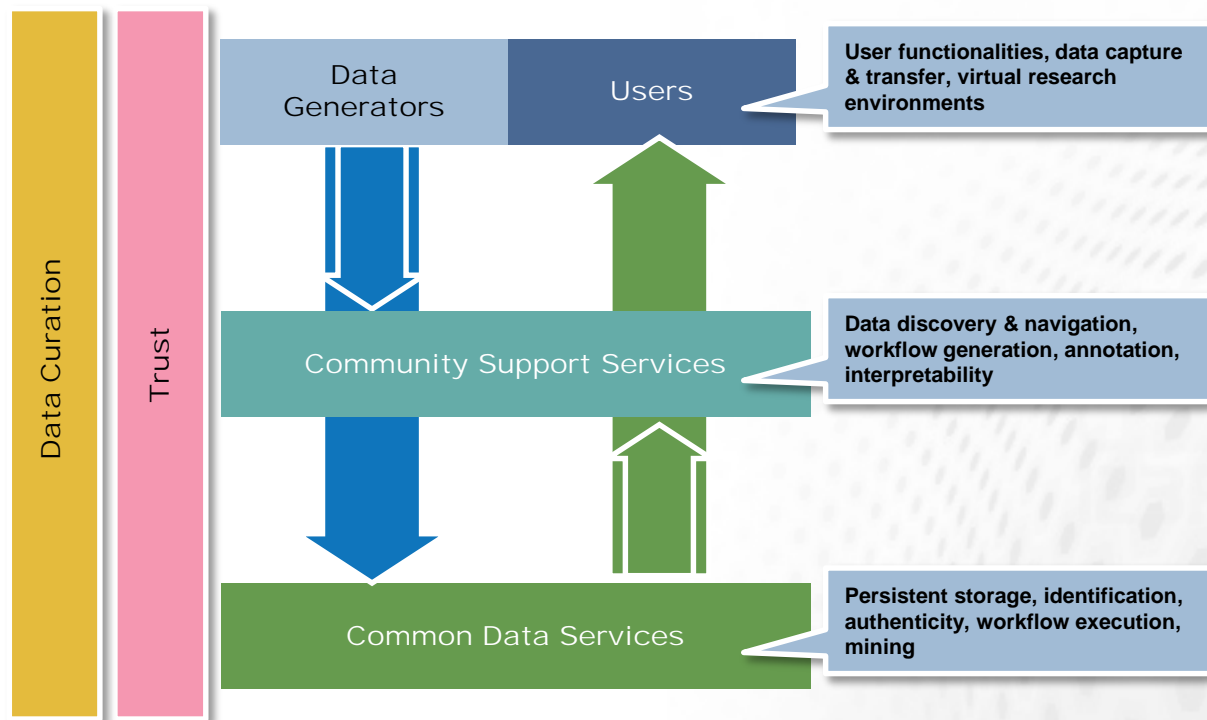 Data Curation
Trust
Data
Generators
Users
User functionalities, data capture
& transfer, virtual research
environments
Community Support Services
Data discovery & navigation,
workflow generation, annotation,
interpretability
Common Data Services
Persistent storage, identification,
authenticity, workflow execution,
mining